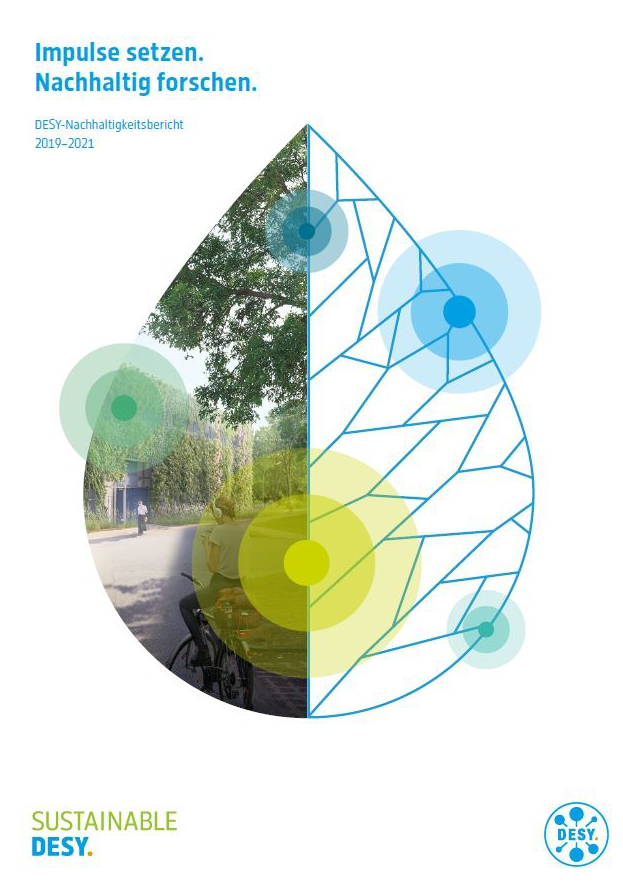 Impulse setzen.
Nachhaltig forschen.
DESY-Nachhaltigkeitsbericht
2019–2021
SUSTAINABLE
DESY.
DESY.